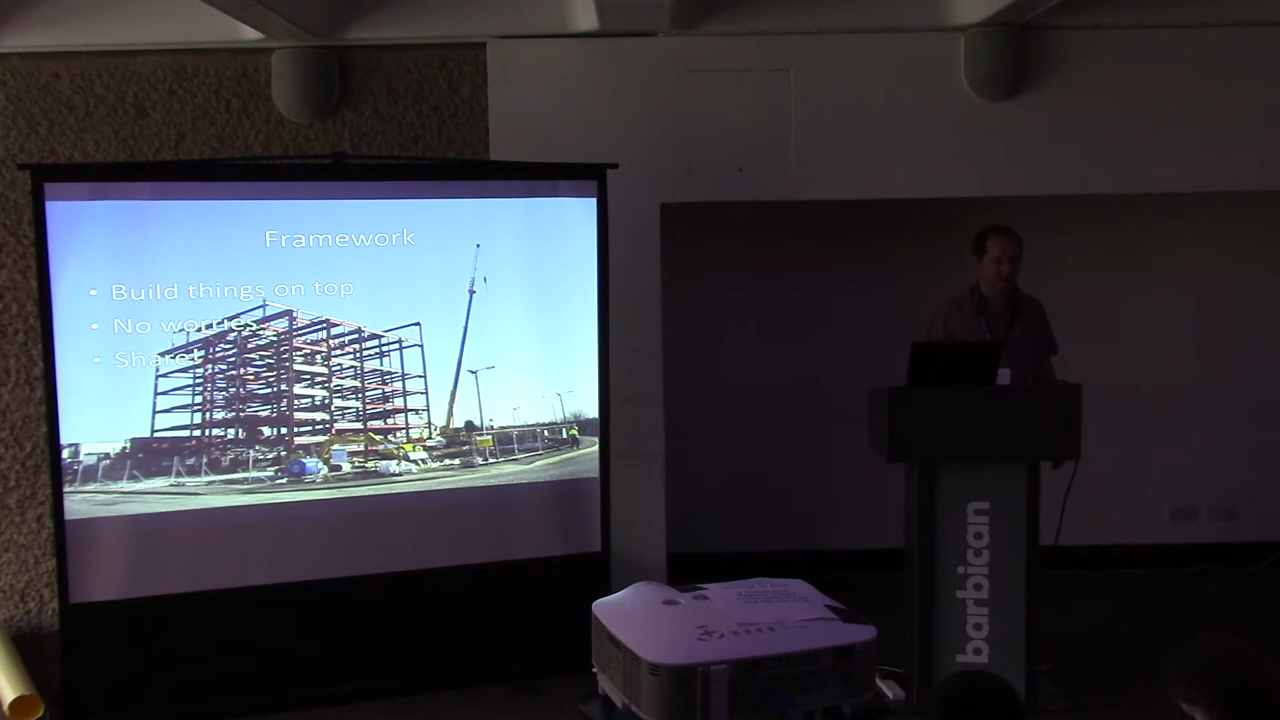 Framework
• Build things on top
• No worries
• Share!
barbican